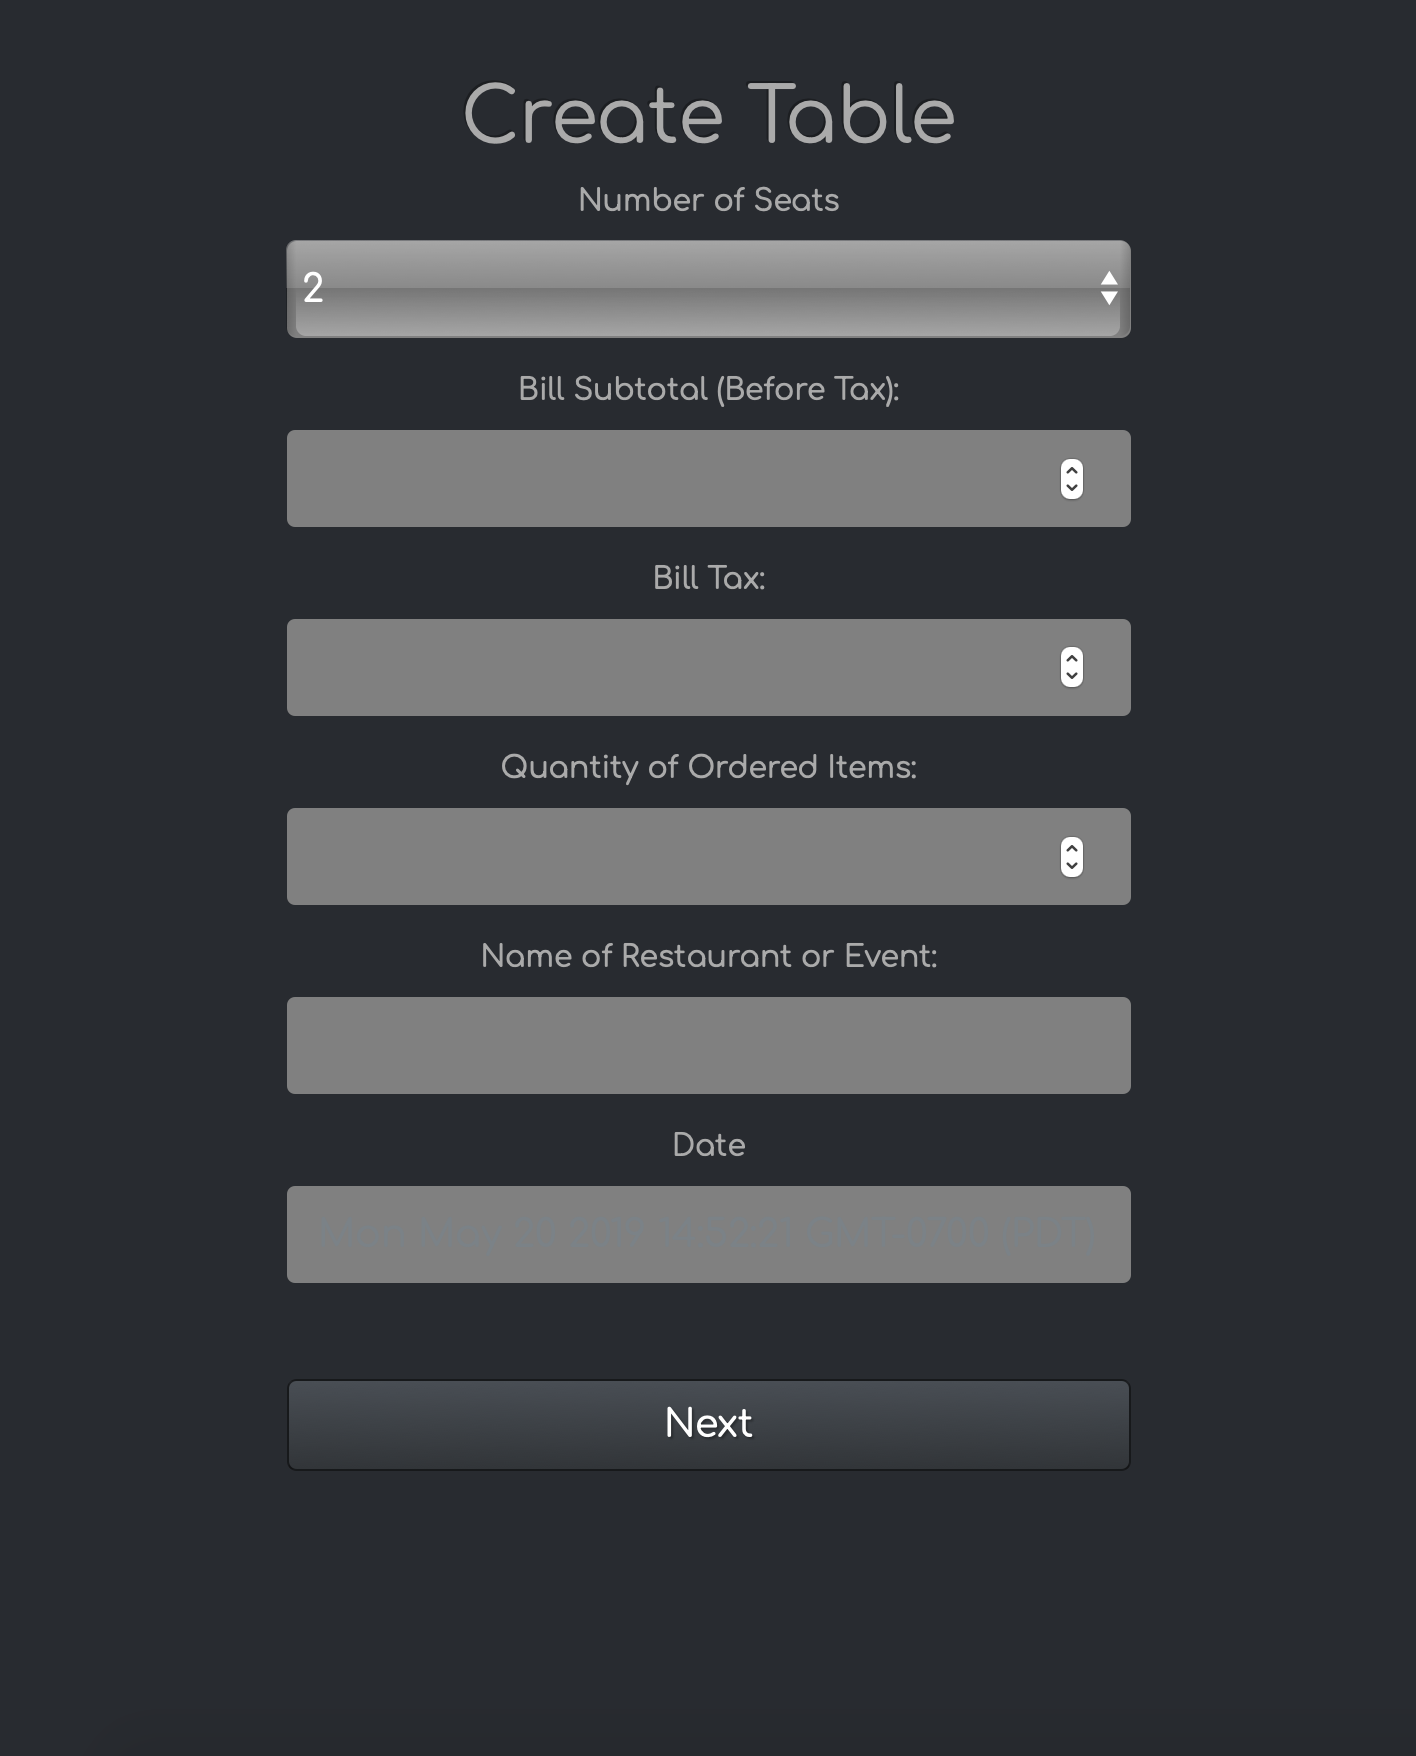 Create Table
Number of Seats
2
Bill Subtotal (Before Tax):
Bill Tax:
Quantity of Ordered Items:
Name of Restaurant or Event:
Date
Next